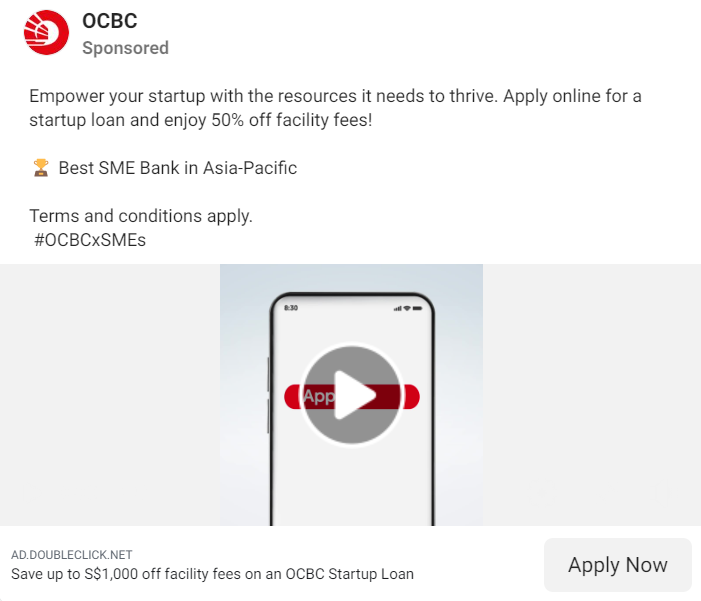 OCBC
Sponsored
Empower your startup with the resources it needs to thrive. Apply online for a
startup loan and enjoy 50% off facility fees!
🏆 Best SME Bank in Asia-Pacific
Terms and conditions apply.
#OCBCxSMEs
8:30
App
AD.DOUBLECLICK.NET
Save up to S$1,000 off facility fees on an OCBC Startup Loan
Apply Now